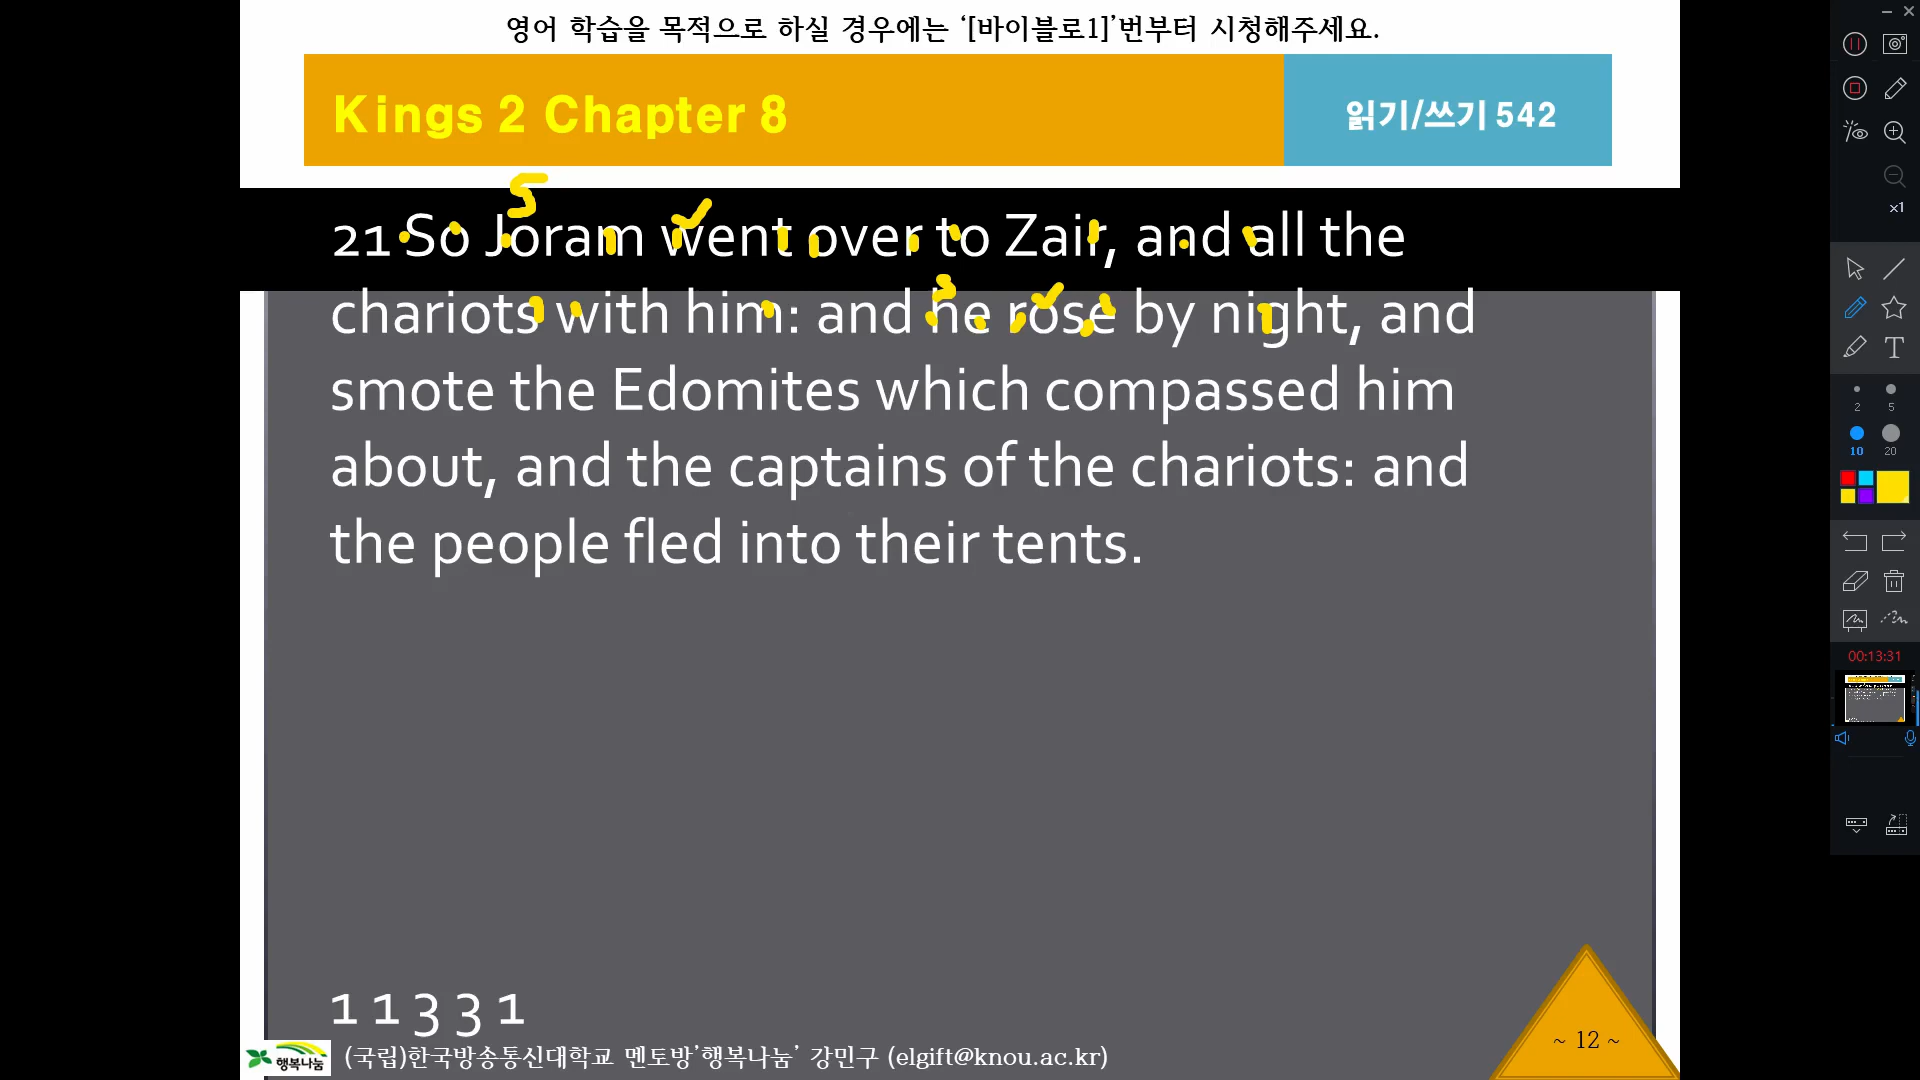 영어 학습을 목적으로 하실 경우에는 ‘[바이블로1]’번부터 시청해주세요.
Kings 2 Chapter 8
읽기/쓰기 542
S
21 So Joram went over to Zair, and all the
s
chariots with him: and he rose by night, and
smote the Edomites which compassed him
about, and the captains of the chariots: and
the people fled into their tents.
1 1 3 3 1
행복나눔
(국립)한국방송통신대학교 멘토방’행복나눔’ 강민구 (elgift@knou.ac.kr)
~ 12 ~
x1
T
2 5
10 20
00:13:31